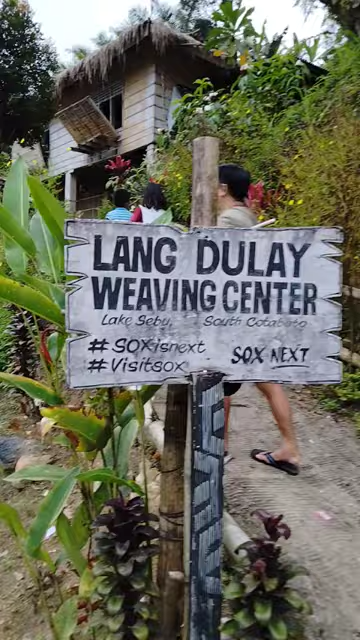 LANG DULAY
WEAVING CENTER
Lake Sebu, South Cotabato
#SOXisnext
#Visitsox
SOX NEXT